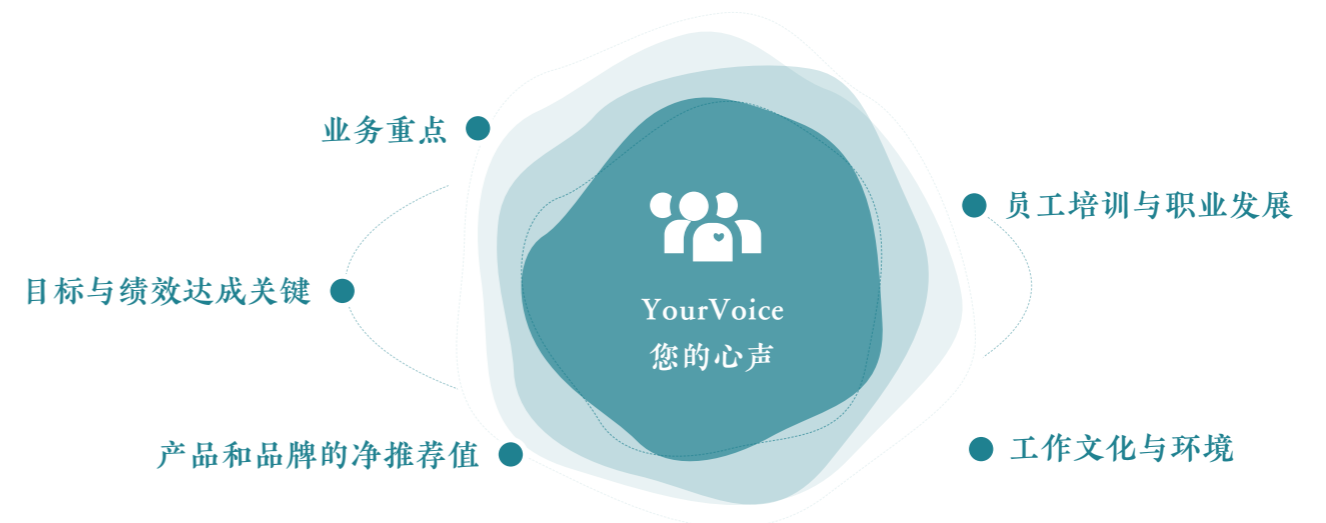 业务重点
员工培训与职业发展
目标与绩效达成关键
YourVoice
您的心声
产品和品牌的净推荐值
工作文化与环境